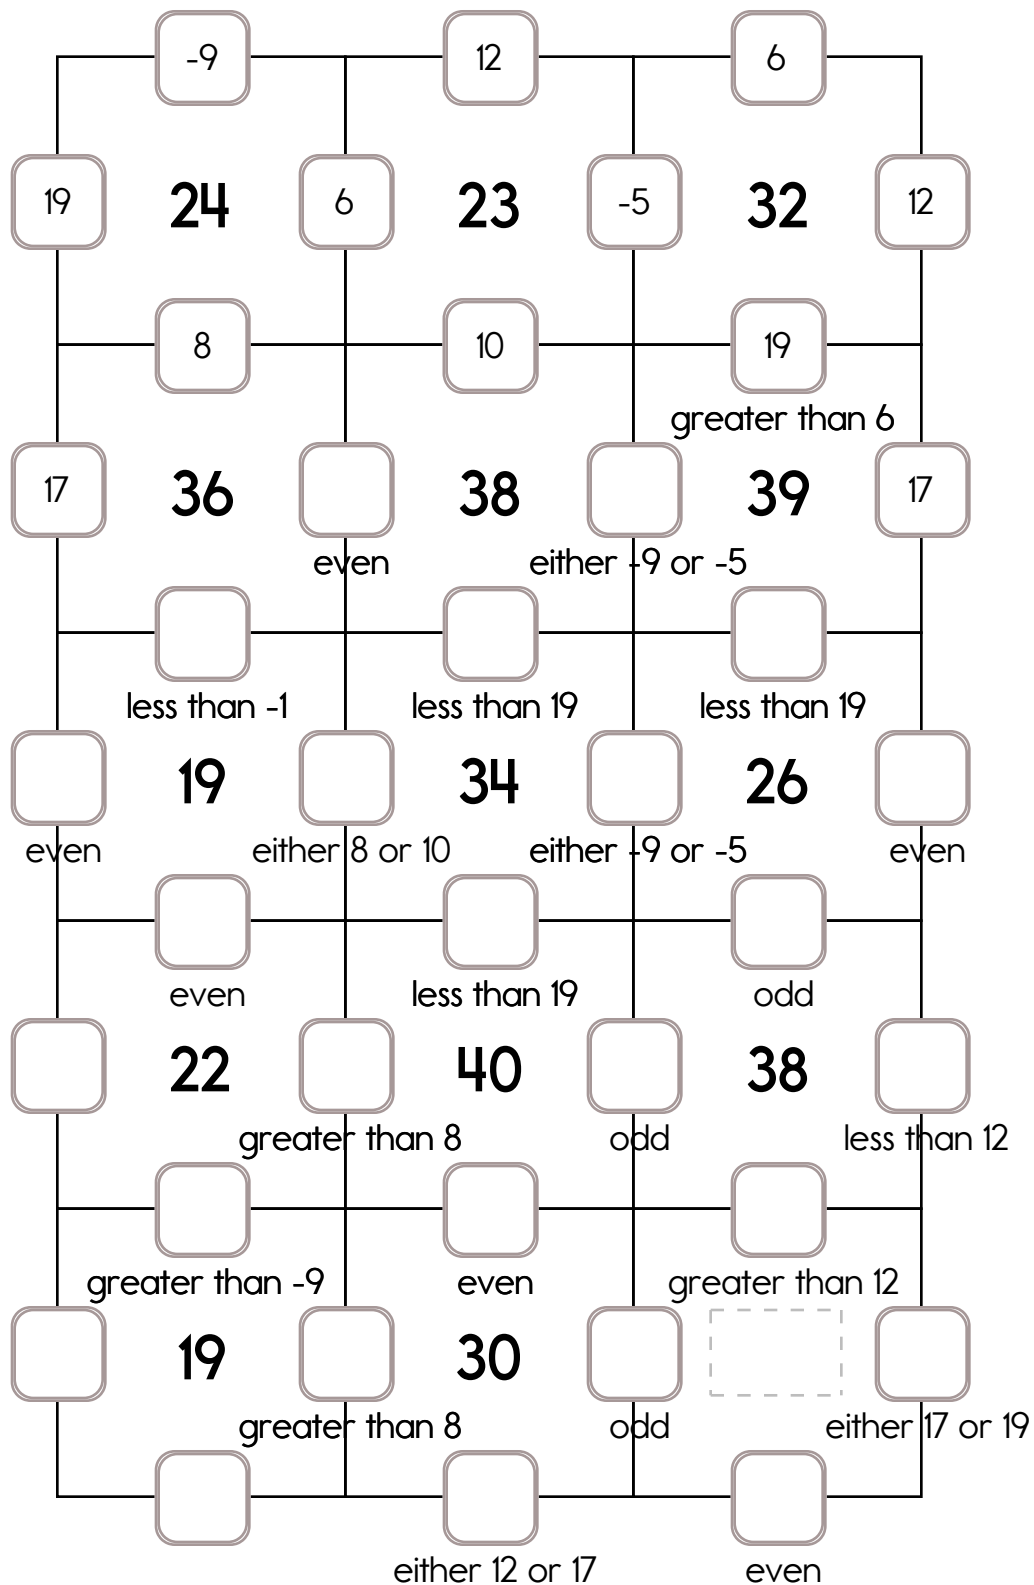 -9 12 6
19 24 6 23 -5 32 12
8 10 19
greater than 6
17 36 38 39 17
even either -9 or -5
less than -1 less than 19 less than 19
19 34 26
even either 8 or 10 either -9 or -5 even
even less than 19 odd
22 40 38
greater than 8 odd less than 12
greater than -9 even greater than 12
19 30
greater than 8 odd either 17 or 19
either 12 or 17 even